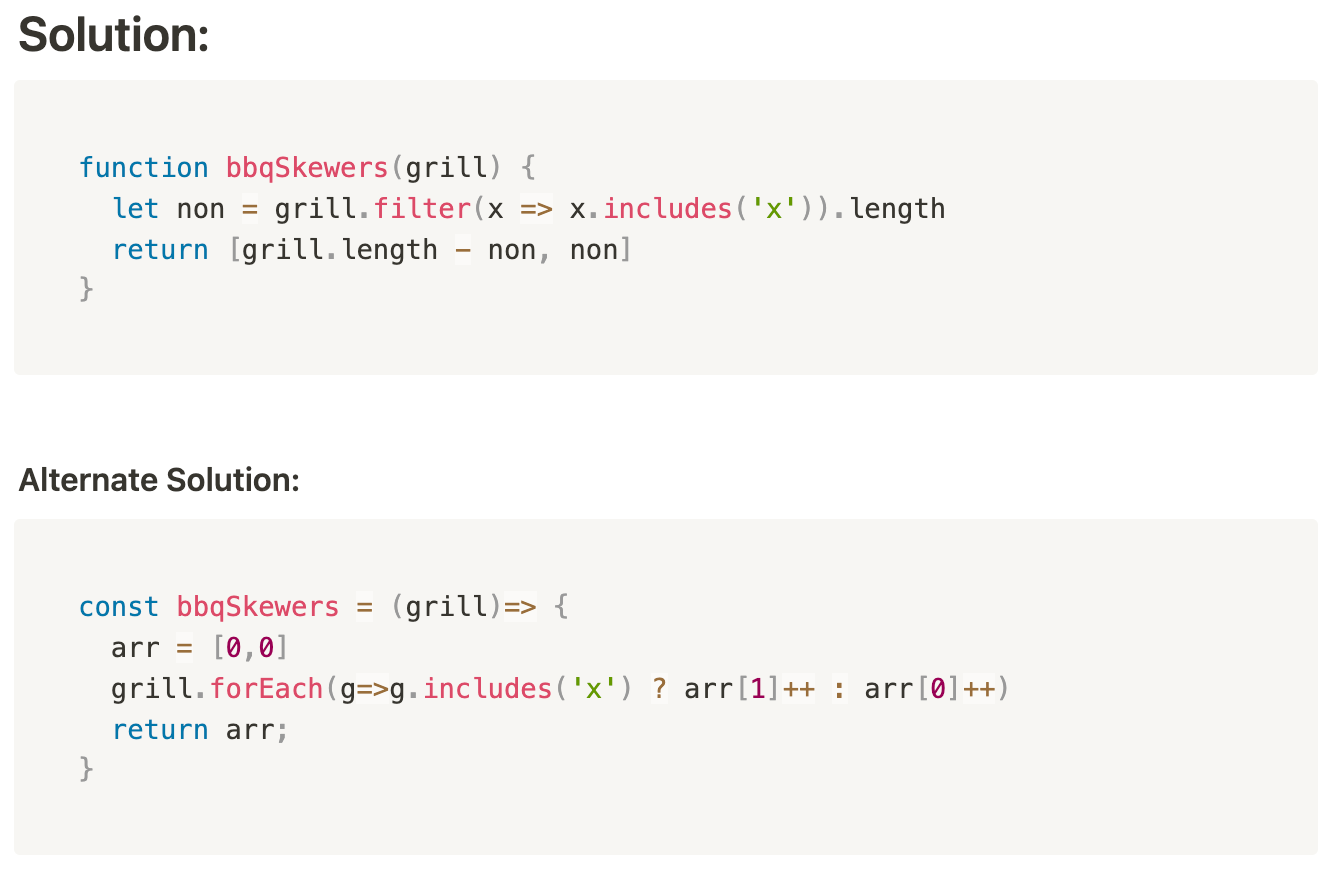 Solution:
function bbqSkewers(grill) {
  let non = grill.filter(x => x.includes('x')).length
  return [grill.length - non, non]
}
Alternate Solution:
const bbqSkewers = (grill)=> {
  arr = [0,0]
  grill.forEach(g=>g.includes('x') ? arr[1]++ : arr[0]++)
  return arr;
}